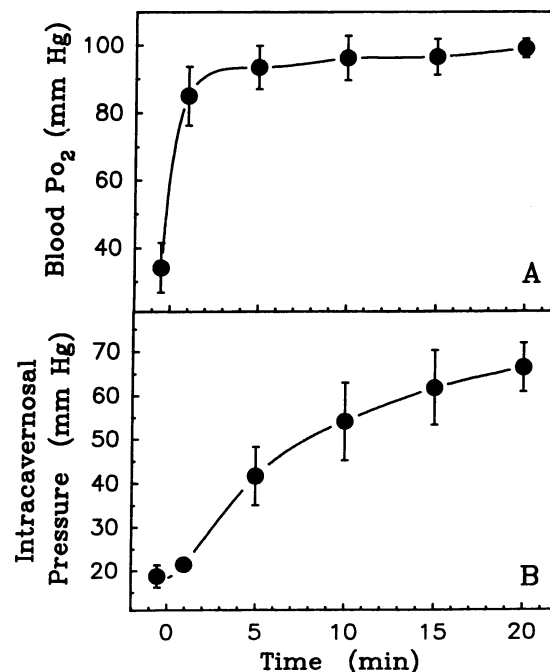 Blood Po2 (mm Hg)
100
80
60
40
A
Intracavernosal
Pressure (mm Hg)
70
60
50
40
30
20
B
0 5 10 15 20
Time (min)